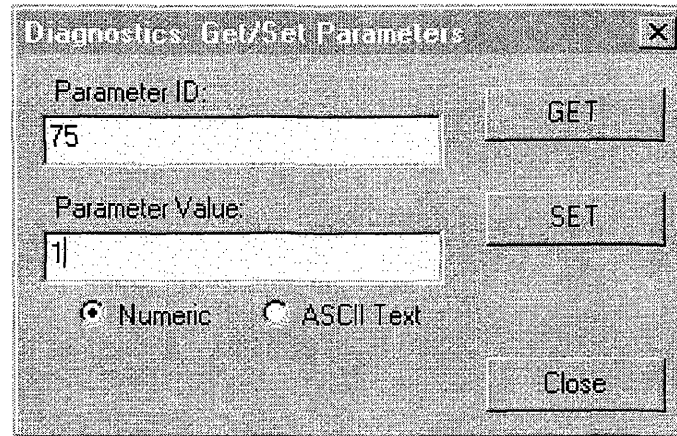 Diagnostics: Get/Set Parameters
Parameter ID:
GET
75
Parameter Value:
SET
1
Numeric ASCII Text
Close